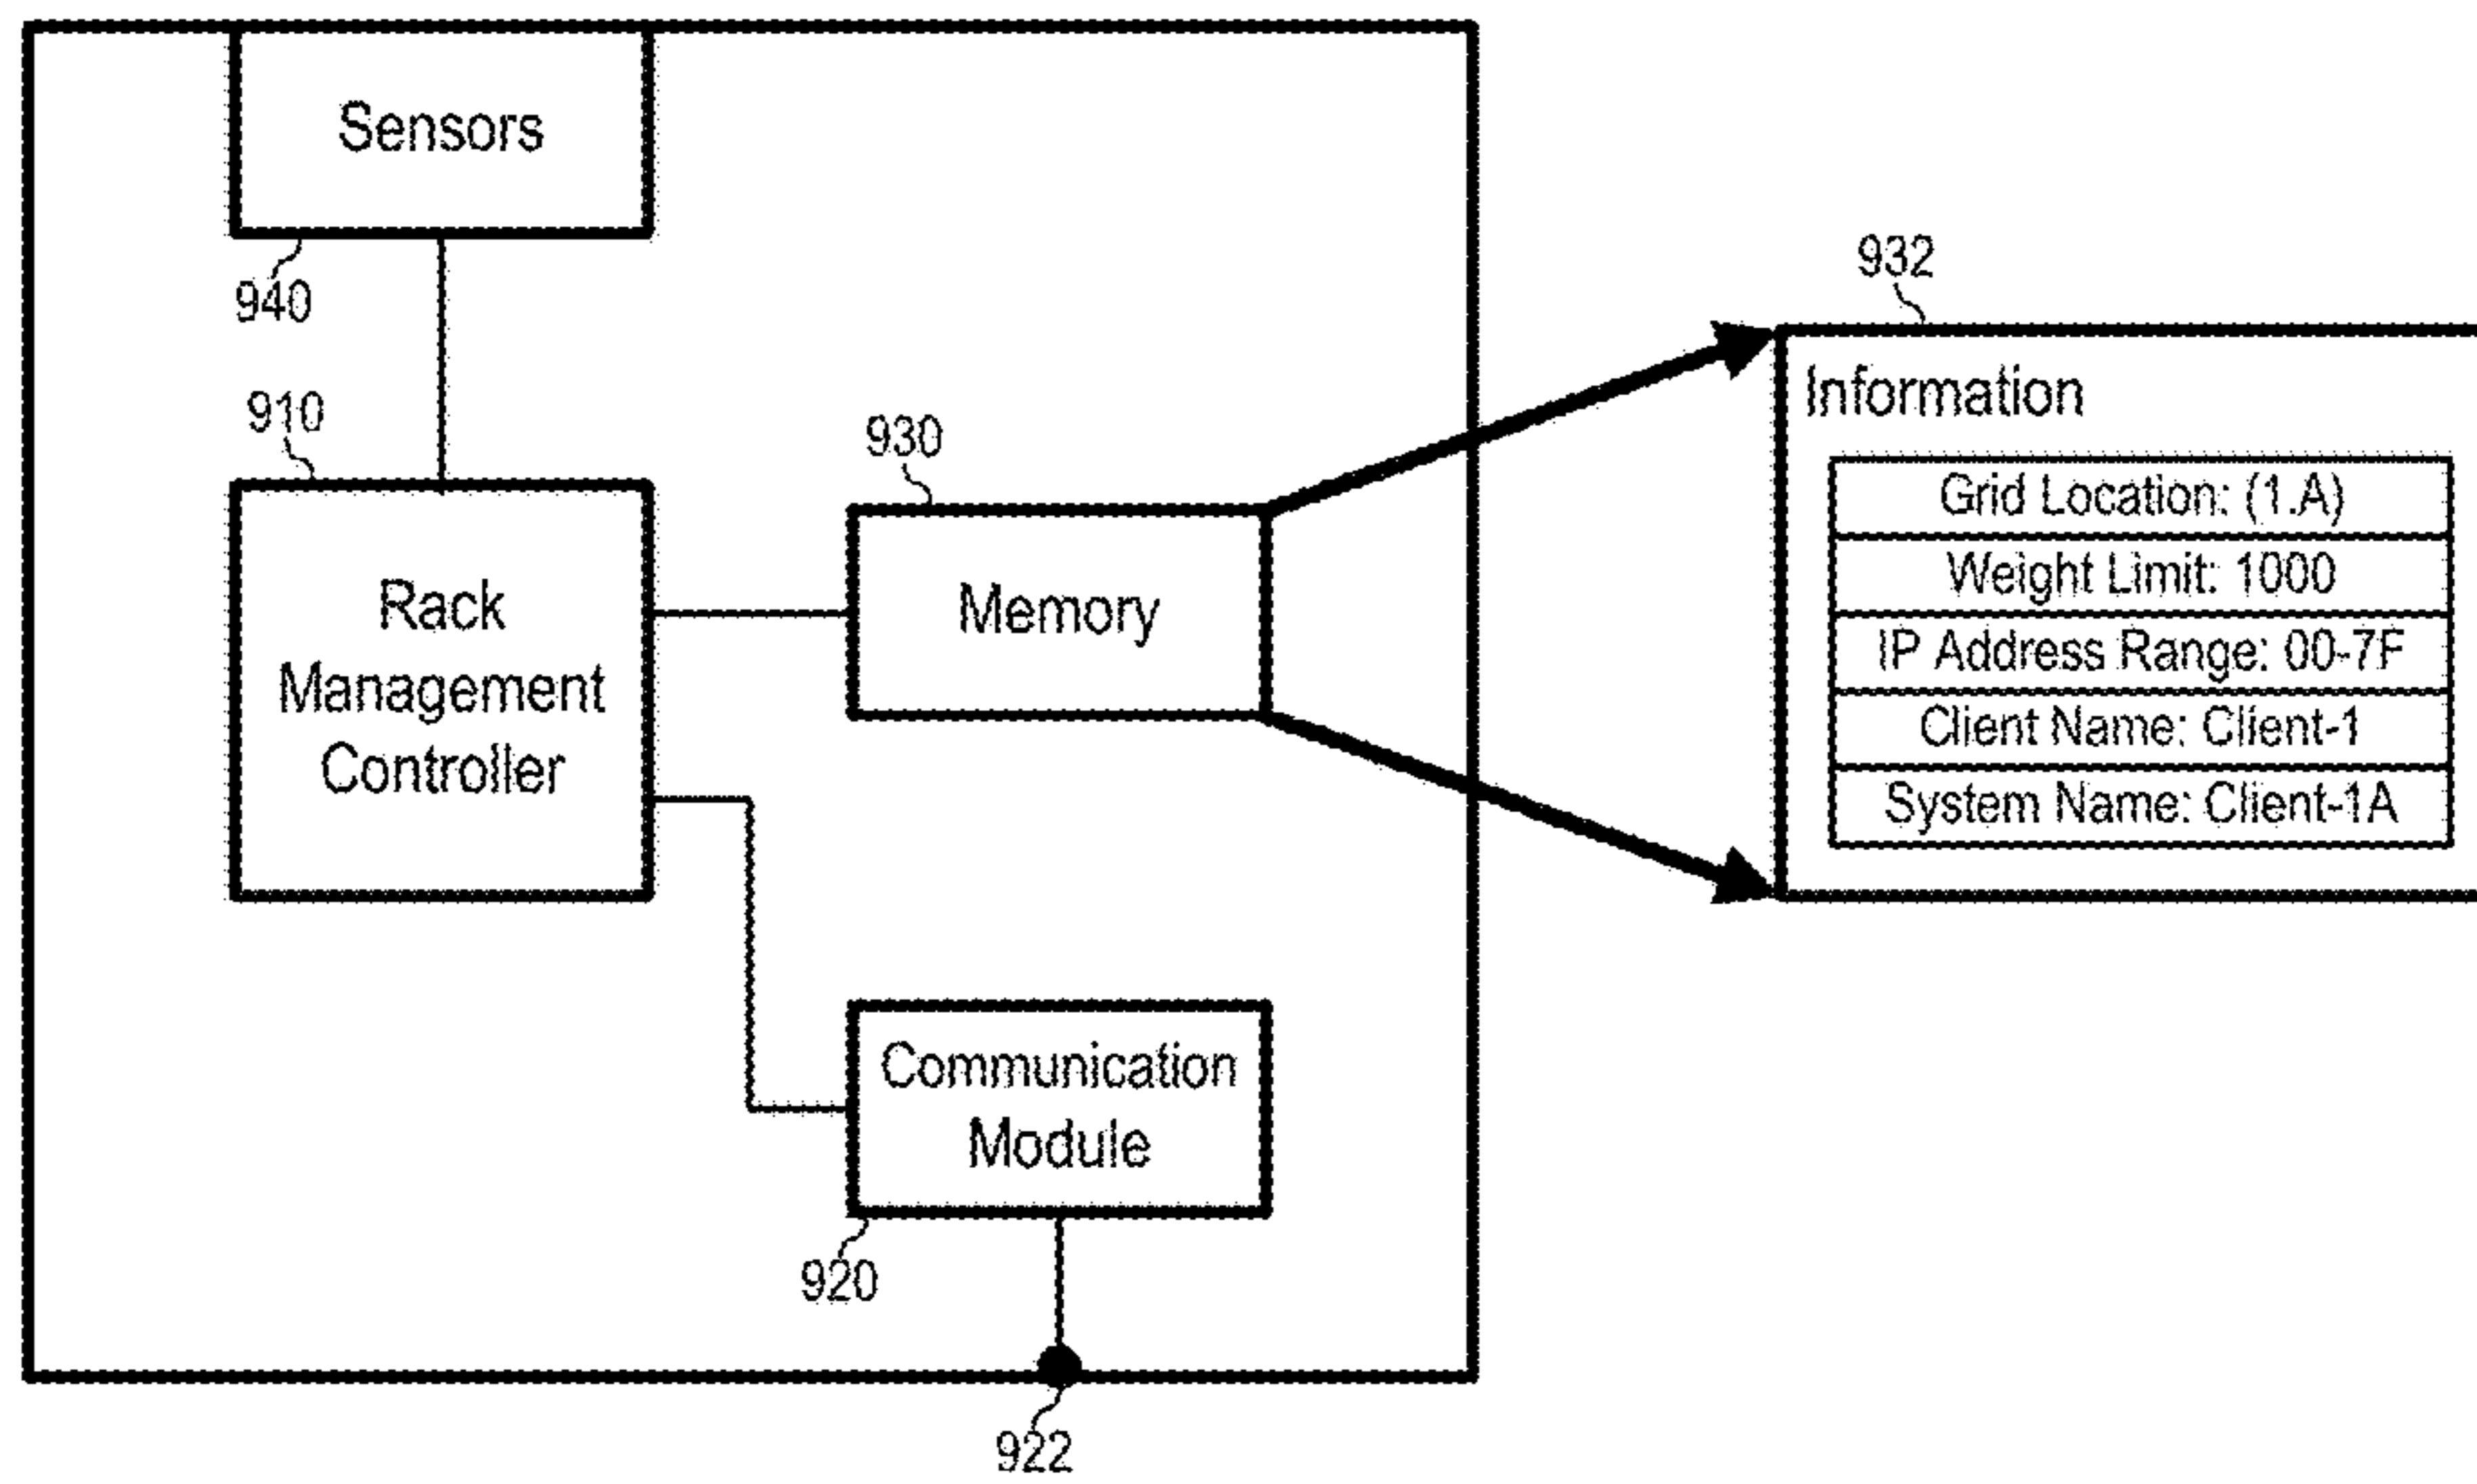 Sensors
940
932
Information
910
930
Grid Location: (1.A)
Weight Limit: 1000
IP Address Range: 00-7F
Client Name: Client-1
System Name: Client-1A
Rack
Management
Controller
Memory
Communication
Module
920
922